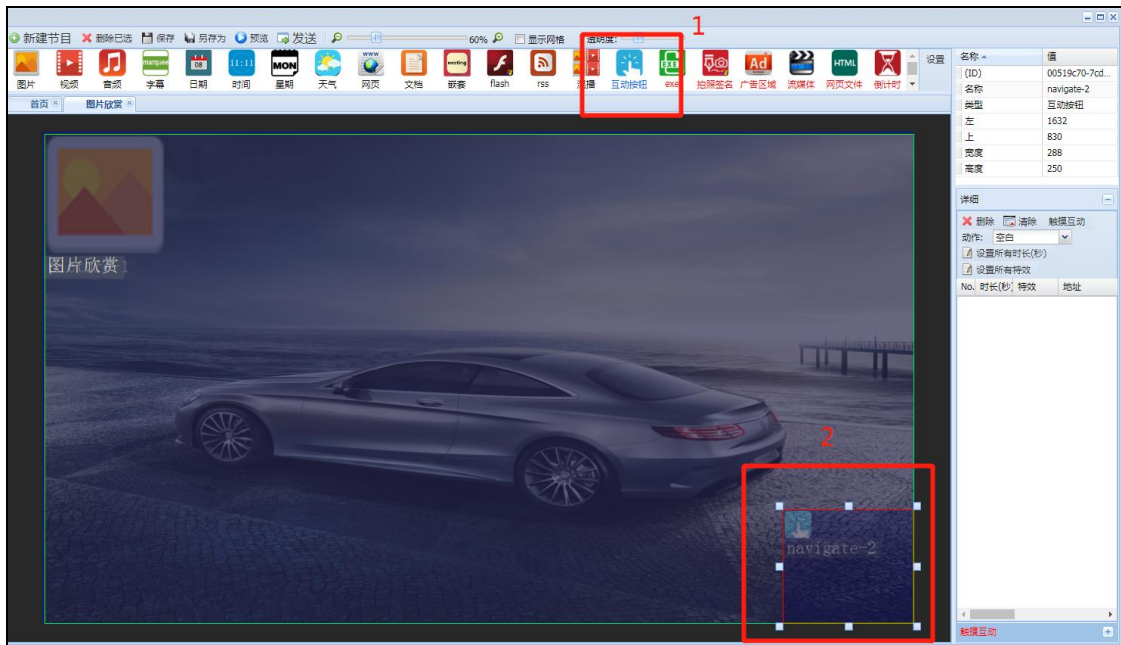 1
新建节目 删除已选 保存 另存为 预览 发送 60% 显示网格 透明度:
www marquee 08 11:11 MON nesting EXE Ad HTML
图片 视频 音频 字幕 日期 时间 星期 天气 网页 文档 嵌套 flash rss 混播 互动按钮 exe 拍照签名 广告区域 流媒体 网页文件 倒计时 设置
首页 图片欣赏
图片欣赏1
2
navigate-2
名称 值
(ID) 00519c70-7cd...
名称 navigate-2
类型 互动按钮
左 1632
上 830
宽度 288
高度 250
详细
删除 清除 触摸互动
动作: 空白
设置所有时长(秒)
设置所有特效
No. 时长(秒) 特效 地址
触摸互动